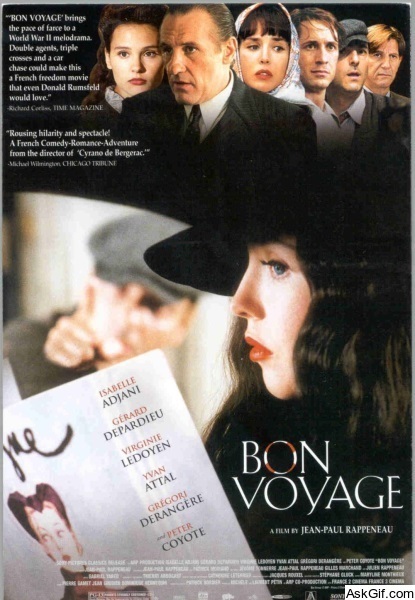 "'BON VOYAGE' brings
the pace of farce to a
World War II melodrama.
Double agents, triple
crosses and a car
chase could make this
a French freedom movie
that even Donald Rumsfeld
would love."
-Richard Corliss, TIME MAGAZINE
"Rousing hilarity and spectacle!
A French Comedy-Romance-Adventure
from the director of 'Cyrano de Bergerac.'"
-Michael Wilmington, CHICAGO TRIBUNE
ISABELLE
ADJANI
GÉRARD
DEPARDIEU
VIRGINIE
LEDOYEN
YVAN
ATTAL
GRÉGORI
DERANGÈRE
AND PETER
COYOTE
BON
VOYAGE
A FILM BY JEAN-PAUL RAPPENEAU
AskGif.com